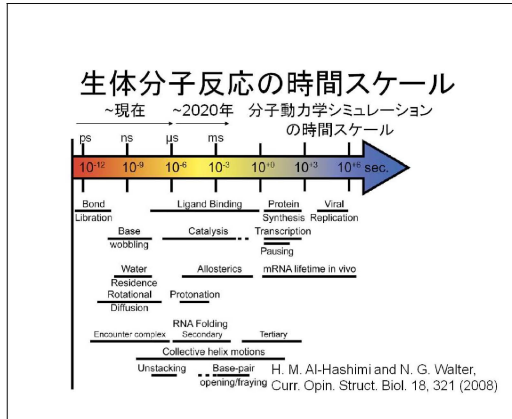 生体分子反応の時間スケール
~現在 ~2020年 分子動力学シミュレーション
の時間スケール
ps ns μs ms
10⁻¹² 10⁻⁹ 10⁻⁶ 10⁻³ 10⁺⁰ 10⁺³ 10⁺⁶ sec.
Bond Ligand Binding Protein Viral
Libration Synthesis Replication
Base Catalysis Transcription
wobbling Pausing
Water Allosterics mRNA lifetime in vivo
Residence
Rotational Protonation
Diffusion
RNA Folding
Encounter complex Secondary Tertiary
Collective helix motions
Unstacking Base-pair
opening/fraying
H. M. Al-Hashimi and N. G. Walter,
Curr. Opin. Struct. Biol. 18, 321 (2008)